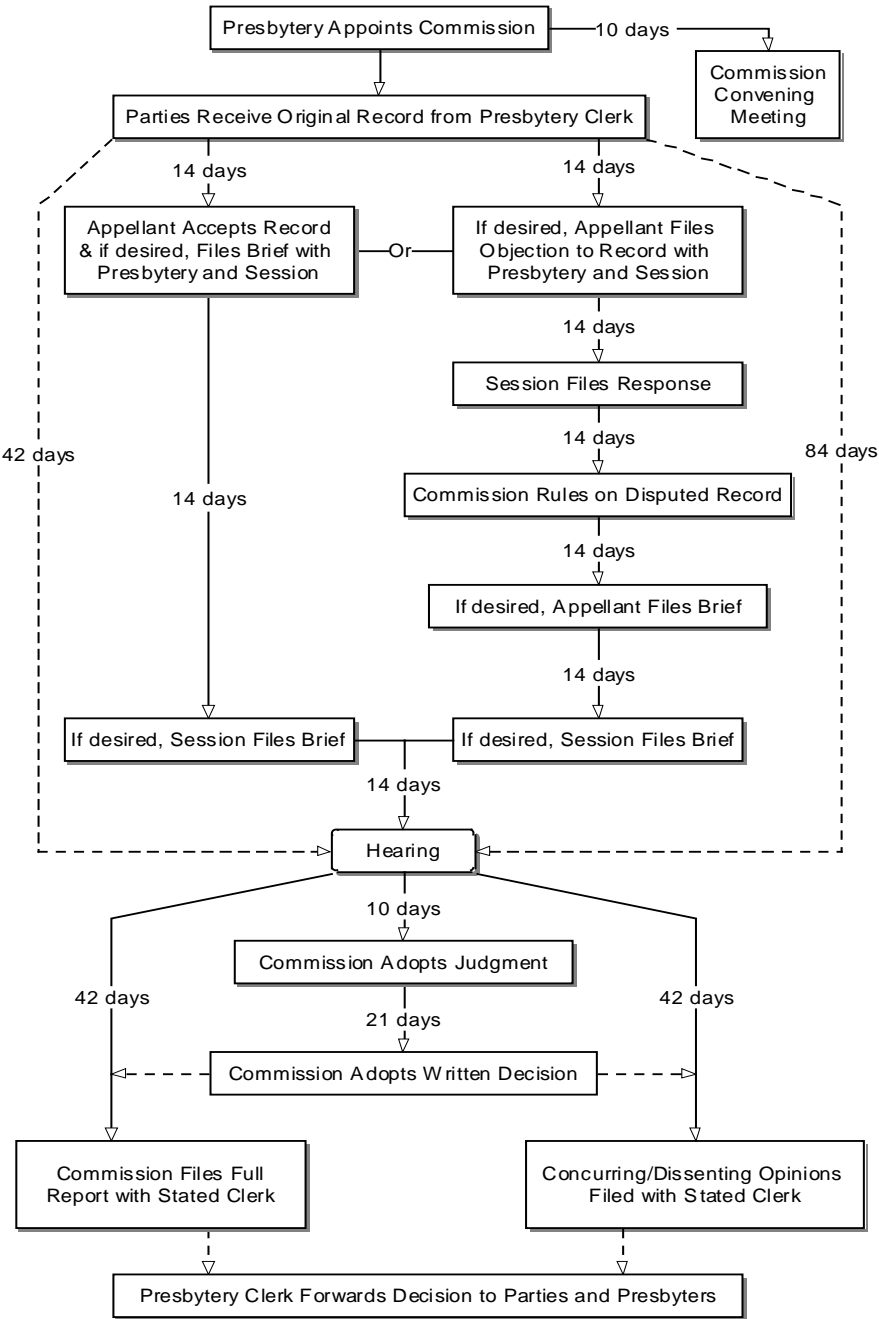 Presbytery Appoints Commission
10 days
Commission
Convening
Meeting
Parties Receive Original Record from Presbytery Clerk
14 days
14 days
Appellant Accepts Record
& if desired, Files Brief with
Presbytery and Session
Or
If desired, Appellant Files
Objection to Record with
Presbytery and Session
14 days
Session Files Response
14 days
42 days
84 days
Commission Rules on Disputed Record
14 days
14 days
If desired, Appellant Files Brief
14 days
If desired, Session Files Brief
If desired, Session Files Brief
14 days
Hearing
10 days
Commission Adopts Judgment
42 days
42 days
21 days
Commission Adopts Written Decision
Commission Files Full
Report with Stated Clerk
Concurring/Dissenting Opinions
Filed with Stated Clerk
Presbytery Clerk Forwards Decision to Parties and Presbyters